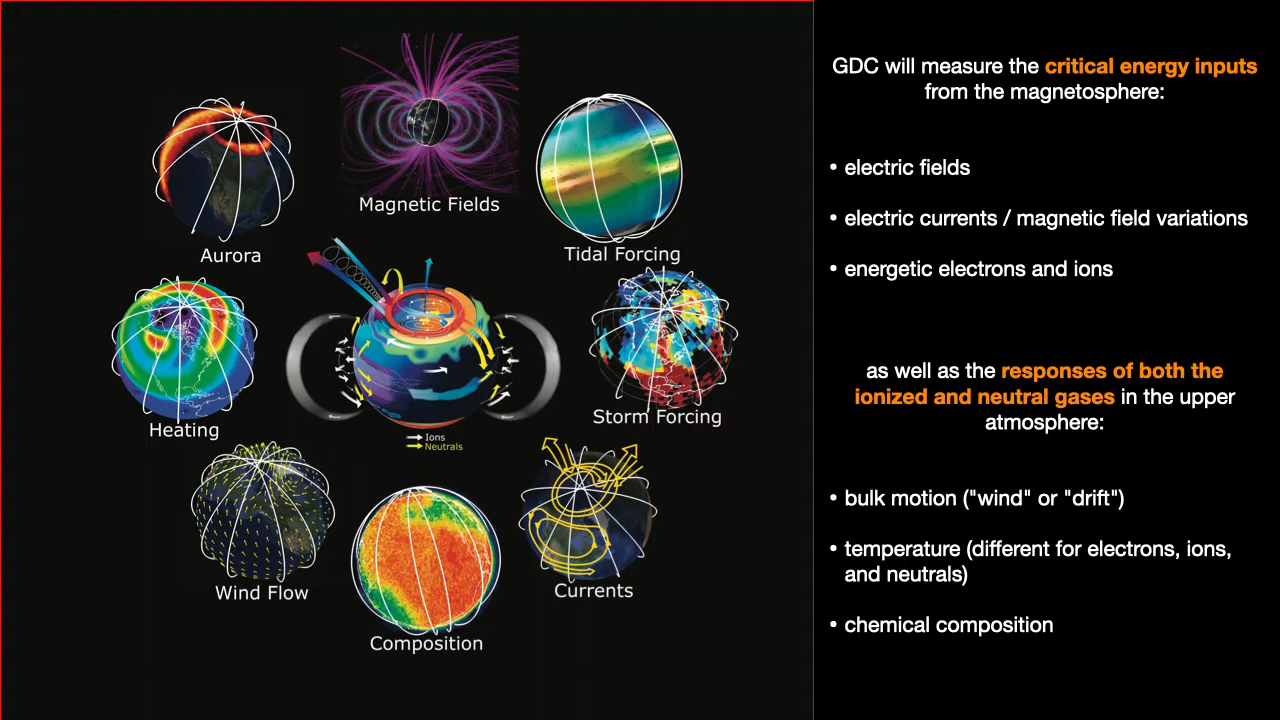 Magnetic Fields
Aurora
Tidal Forcing
Heating
Storm Forcing
Ions
Neutrals
Wind Flow
Currents
Composition
GDC will measure the critical energy inputs
from the magnetosphere:
• electric fields
• electric currents / magnetic field variations
• energetic electrons and ions
as well as the responses of both the
ionized and neutral gases in the upper
atmosphere:
• bulk motion ("wind" or "drift")
• temperature (different for electrons, ions,
and neutrals)
• chemical composition